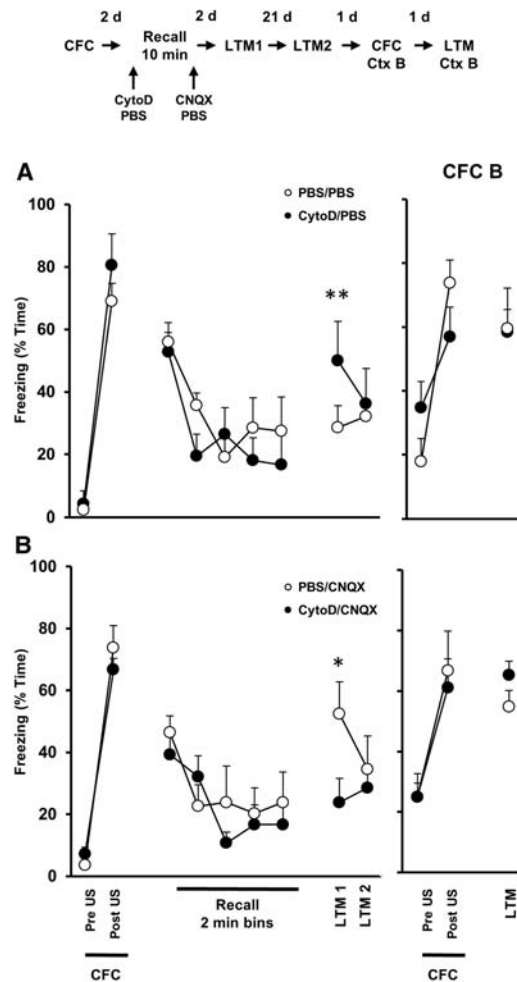 2 d 2 d 21 d 1 d 1 d
CFC Recall LTM1 LTM2 CFC LTM
10 min Ctx B Ctx B
CytoD CNQX
PBS PBS
A
CFC B
PBS/PBS
CytoD/PBS
**
100
80
60
40
20
0
Freezing (% Time)
B
PBS/CNQX
CytoD/CNQX
*
100
80
60
40
20
0
Freezing (% Time)
Pre US
Post US
CFC
Recall
2 min bins
LTM 1
LTM 2
Pre US
Post US
CFC
LTM